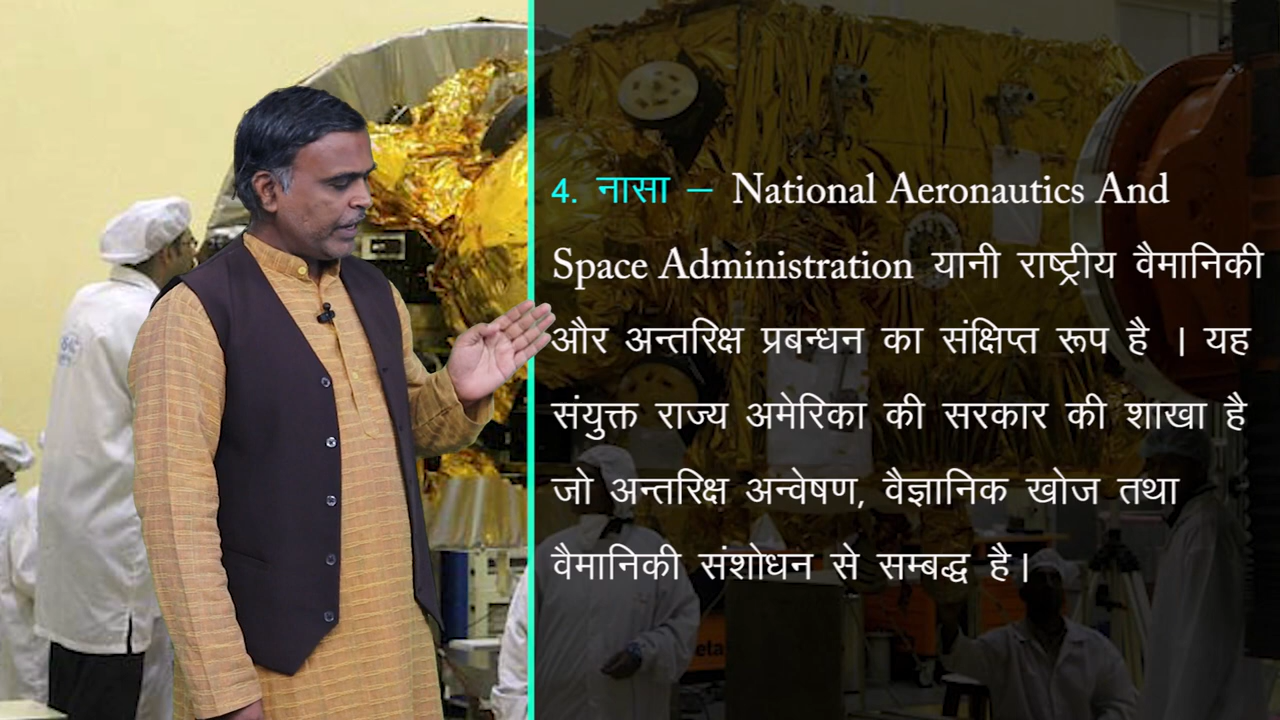 4. नासा – National Aeronautics And
Space Administration यानी राष्ट्रीय वैमानिकी
और अन्तरिक्ष प्रबन्धन का संक्षिप्त रूप है । यह
संयुक्त राज्य अमेरिका की सरकार की शाखा है
जो अन्तरिक्ष अन्वेषण, वैज्ञानिक खोज तथा
वैमानिकी संशोधन से सम्बद्ध है।